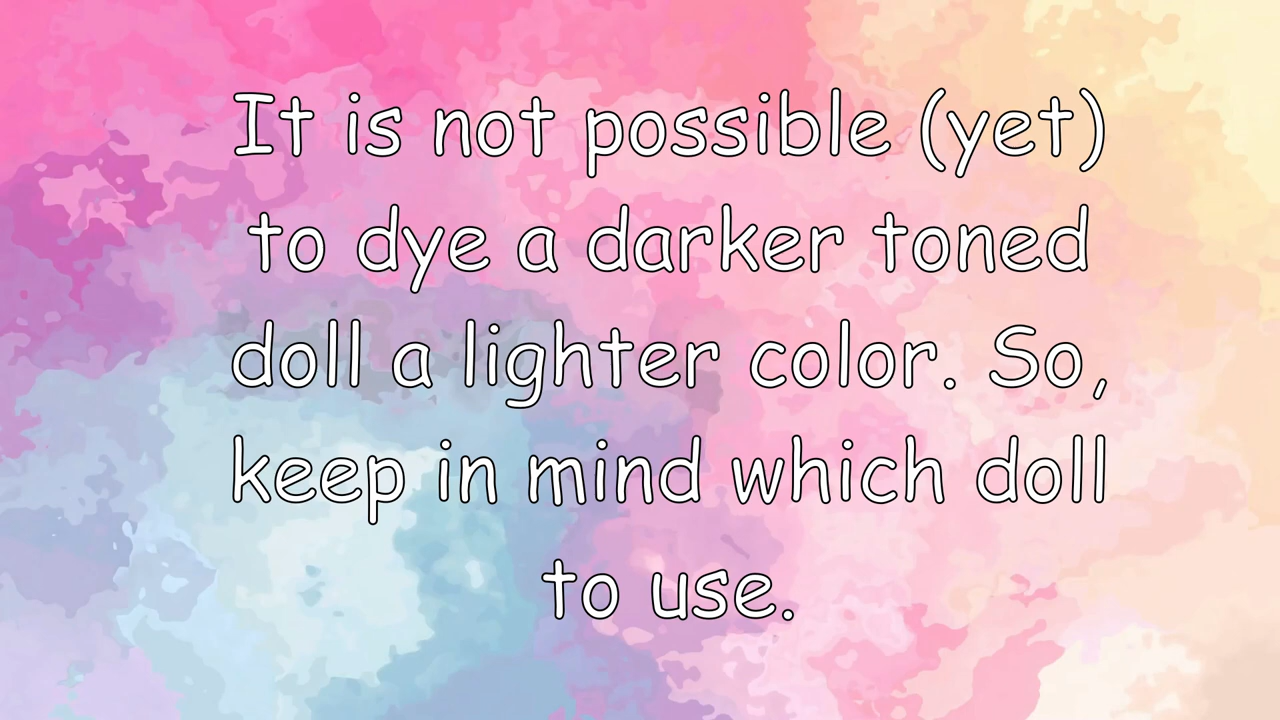 It is not possible (yet)
to dye a darker toned
doll a lighter color. So,
keep in mind which doll
to use.